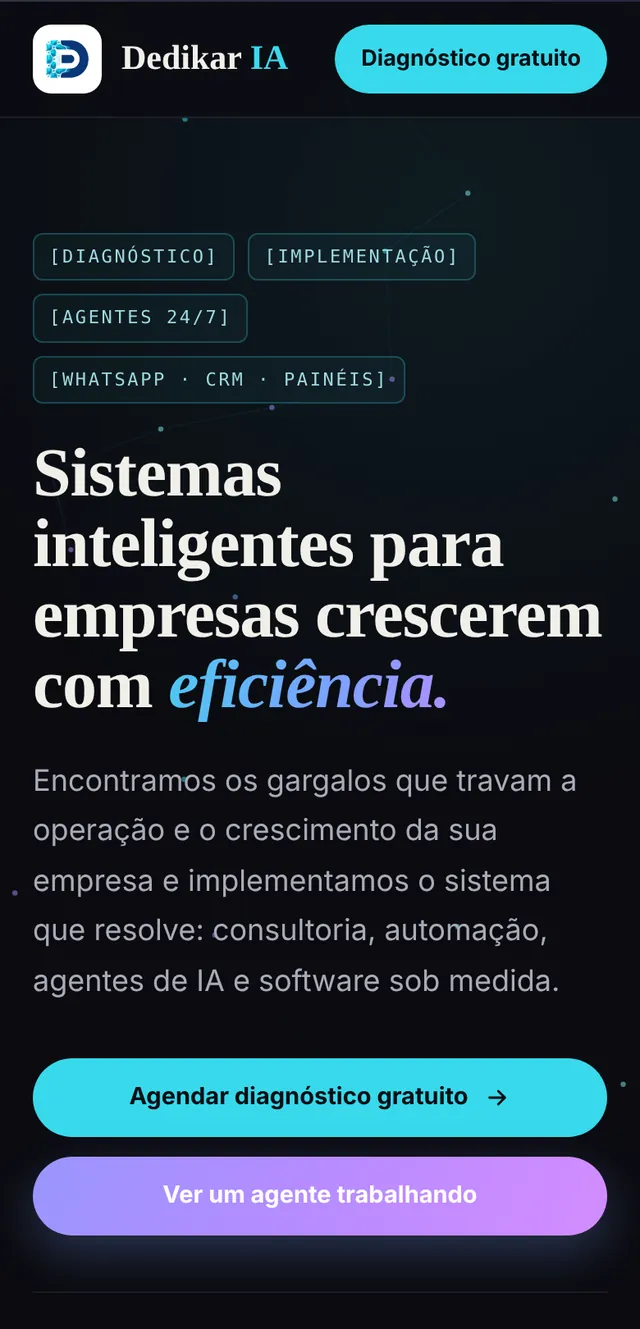 Dedikar IA
Diagnóstico gratuito
[DIAGNÓSTICO] [IMPLEMENTAÇÃO]
[AGENTES 24/7]
[WHATSAPP · CRM · PAINÉIS]
Sistemas
inteligentes para
empresas crescerem
com eficiência.
Encontramos os gargalos que travam a
operação e o crescimento da sua
empresa e implementamos o sistema
que resolve: consultoria, automação,
agentes de IA e software sob medida.
Agendar diagnóstico gratuito →
Ver um agente trabalhando